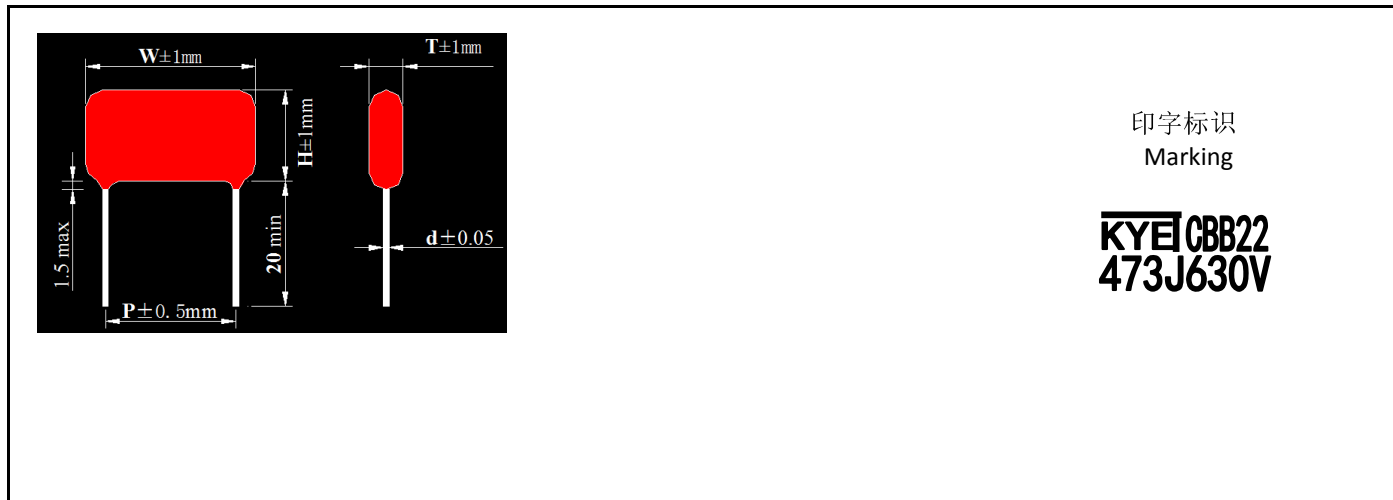 W±1mm
T±1mm
H±1mm
1.5 max
20 min
d±0.05
P±0.5mm
印字标识
Marking
KYET CBB22
473J630V